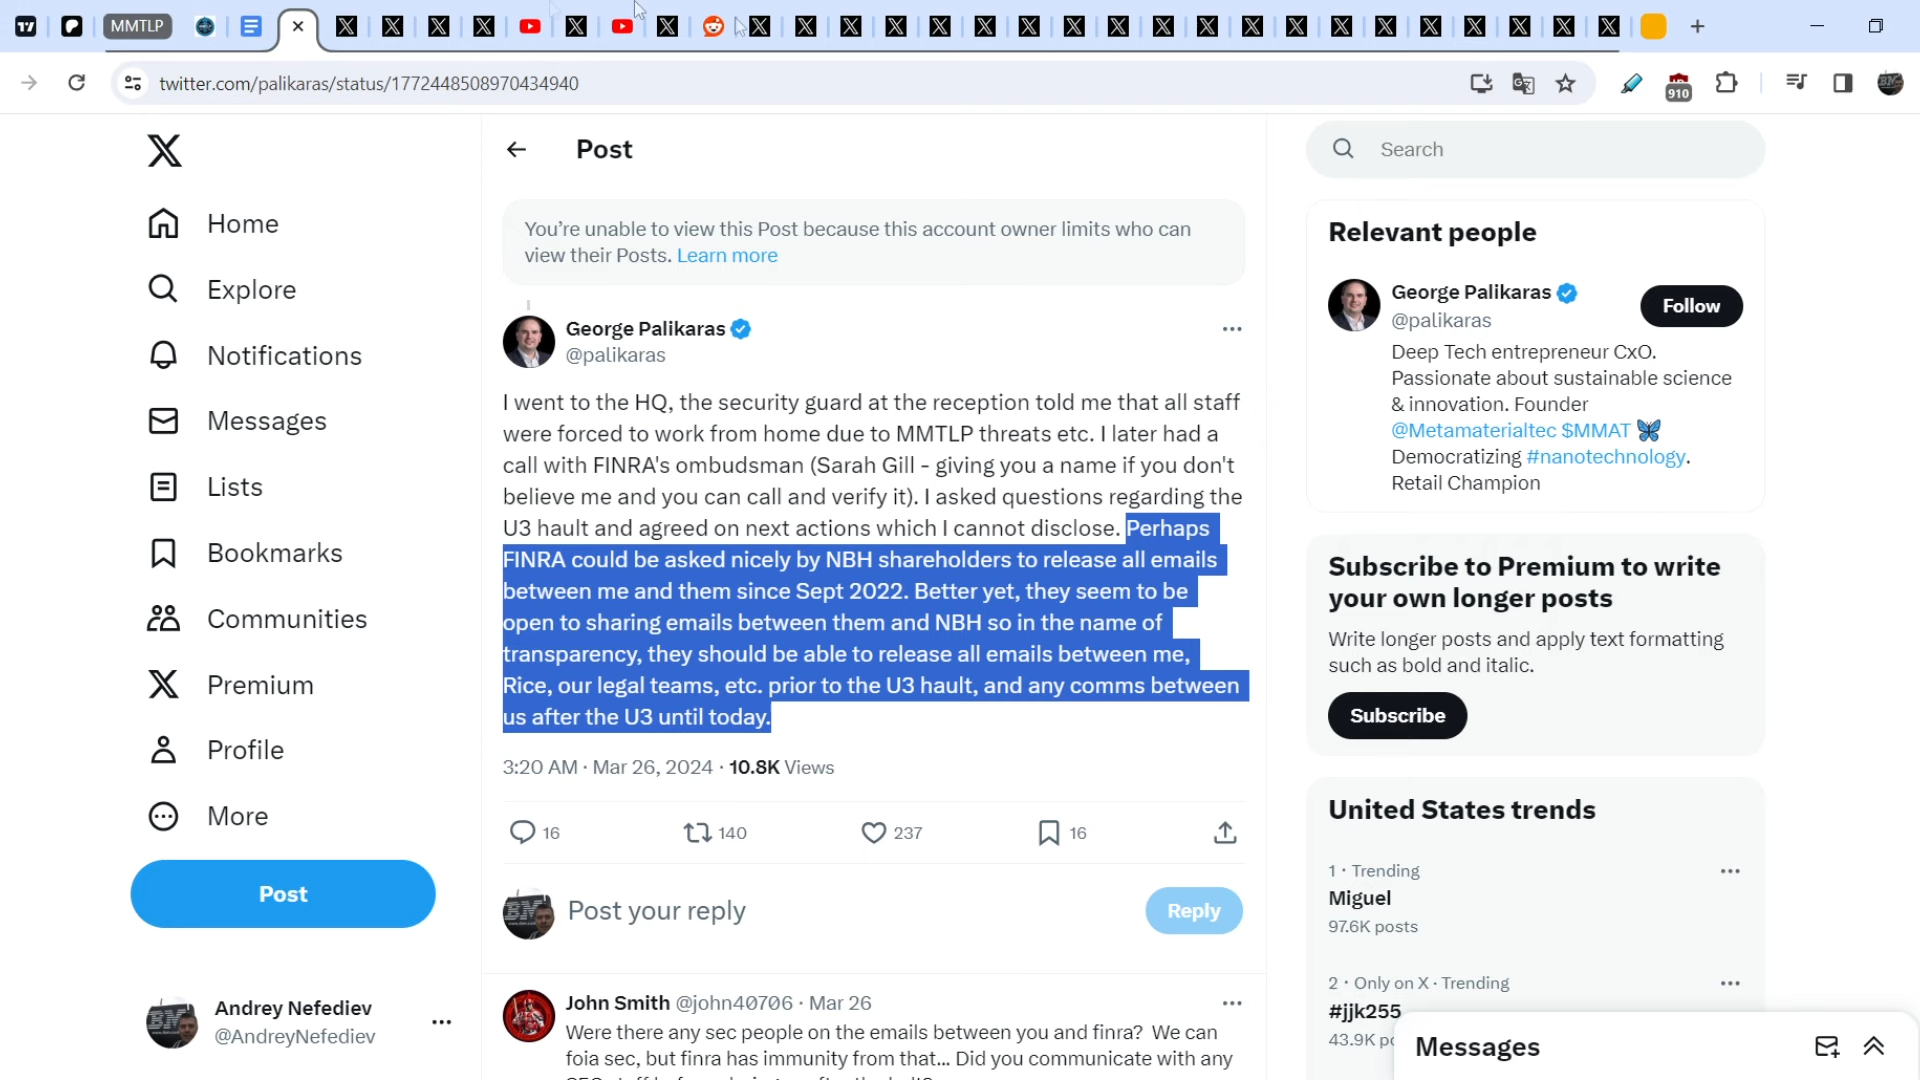 MMTLP
twitter.com/palikaras/status/1772448508970434940
910
Home
Explore
Notifications
Messages
Lists
Bookmarks
Communities
Premium
Profile
More
Post
Andrey Nefediev
@AndreyNefediev
Post
You’re unable to view this Post because this account owner limits who can
view their Posts. Learn more
George Palikaras
@palikaras
I went to the HQ, the security guard at the reception told me that all staff
were forced to work from home due to MMTLP threats etc. I later had a
call with FINRA's ombudsman (Sarah Gill - giving you a name if you don't
believe me and you can call and verify it). I asked questions regarding the
U3 hault and agreed on next actions which I cannot disclose. Perhaps
FINRA could be asked nicely by NBH shareholders to release all emails
between me and them since Sept 2022. Better yet, they seem to be
open to sharing emails between them and NBH so in the name of
transparency, they should be able to release all emails between me,
Rice, our legal teams, etc. prior to the U3 hault, and any comms between
us after the U3 until today.
3:20 AM · Mar 26, 2024 · 10.8K Views
16 140 237 16
Post your reply
Reply
John Smith @john40706 · Mar 26
Were there any sec people on the emails between you and finra? We can
foia sec, but finra has immunity from that... Did you communicate with any
Search
Relevant people
George Palikaras
@palikaras
Follow
Deep Tech entrepreneur CxO.
Passionate about sustainable science
& innovation. Founder
@Metamaterialtec $MMAT
Democratizing #nanotechnology.
Retail Champion
Subscribe to Premium to write
your own longer posts
Write longer posts and apply text formatting
such as bold and italic.
Subscribe
United States trends
1 · Trending
Miguel
97.6K posts
2 · Only on X · Trending
#jjk255
43.9K
Messages